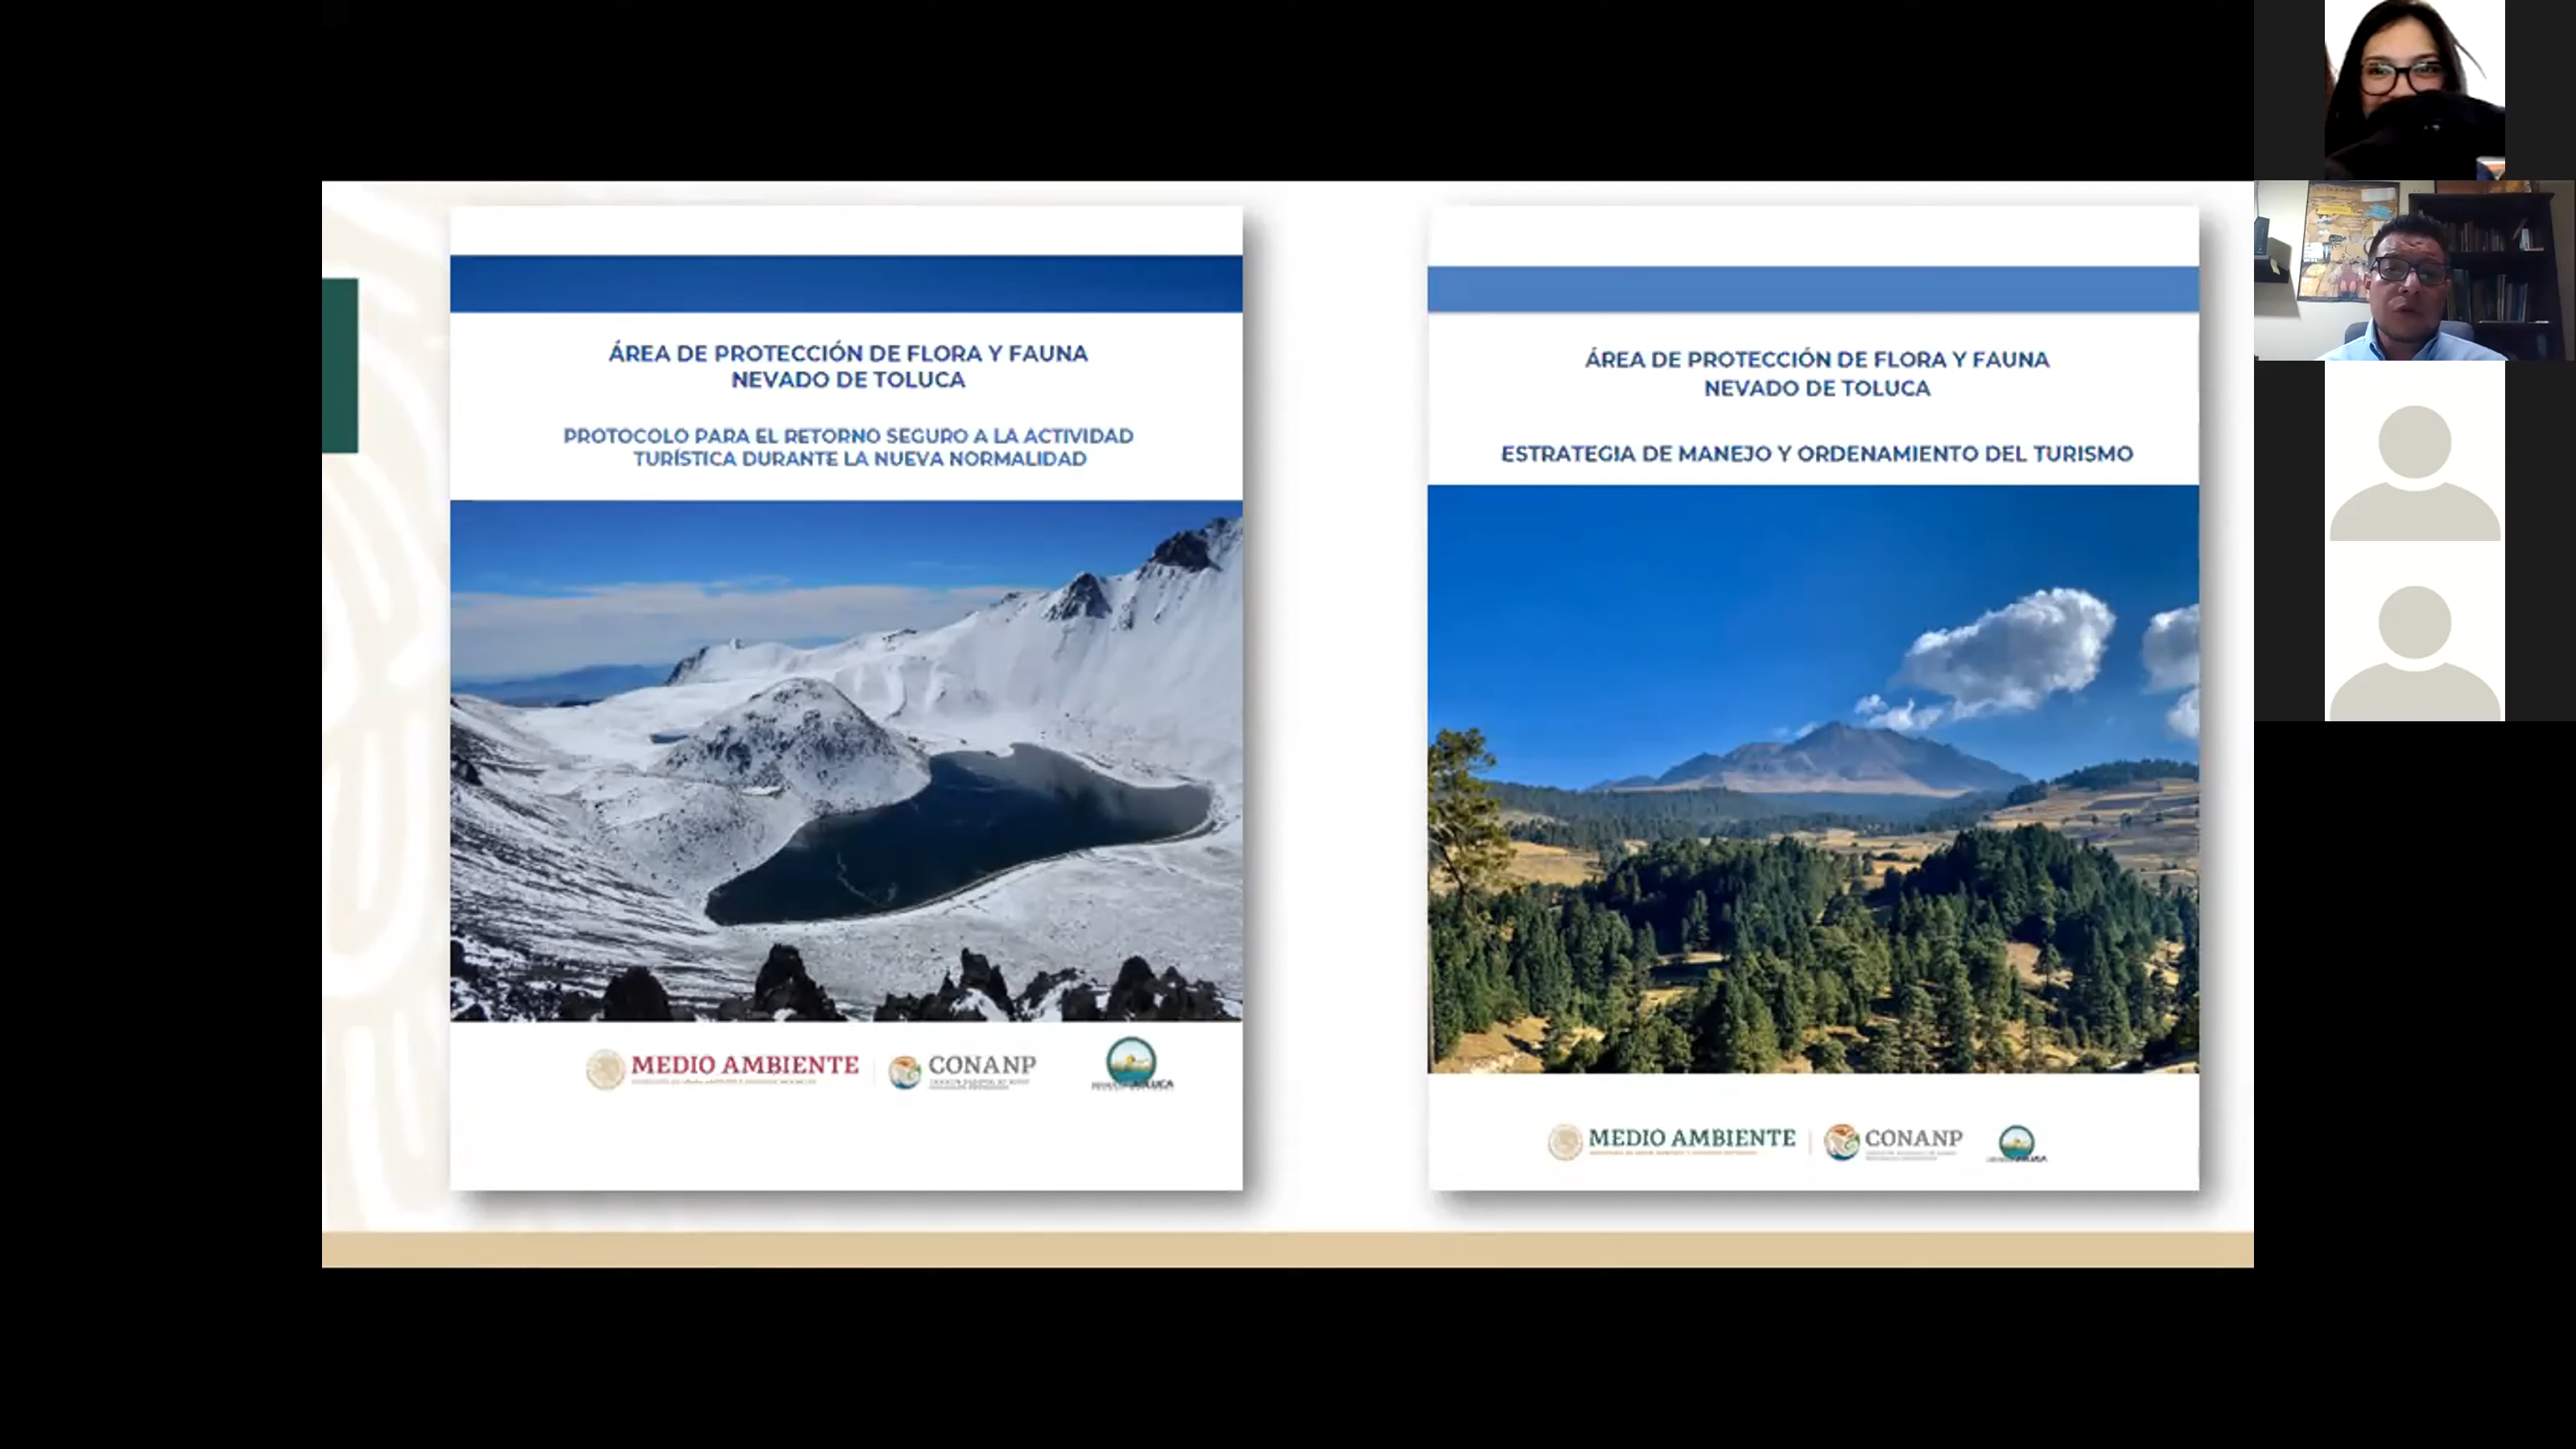 ÁREA DE PROTECCIÓN DE FLORA Y FAUNA
NEVADO DE TOLUCA
PROTOCOLO PARA EL RETORNO SEGURO A LA ACTIVIDAD
TURÍSTICA DURANTE LA NUEVA NORMALIDAD
MEDIO AMBIENTE
CONANP
ÁREA DE PROTECCIÓN DE FLORA Y FAUNA
NEVADO DE TOLUCA
ESTRATEGIA DE MANEJO Y ORDENAMIENTO DEL TURISMO
MEDIO AMBIENTE
CONANP